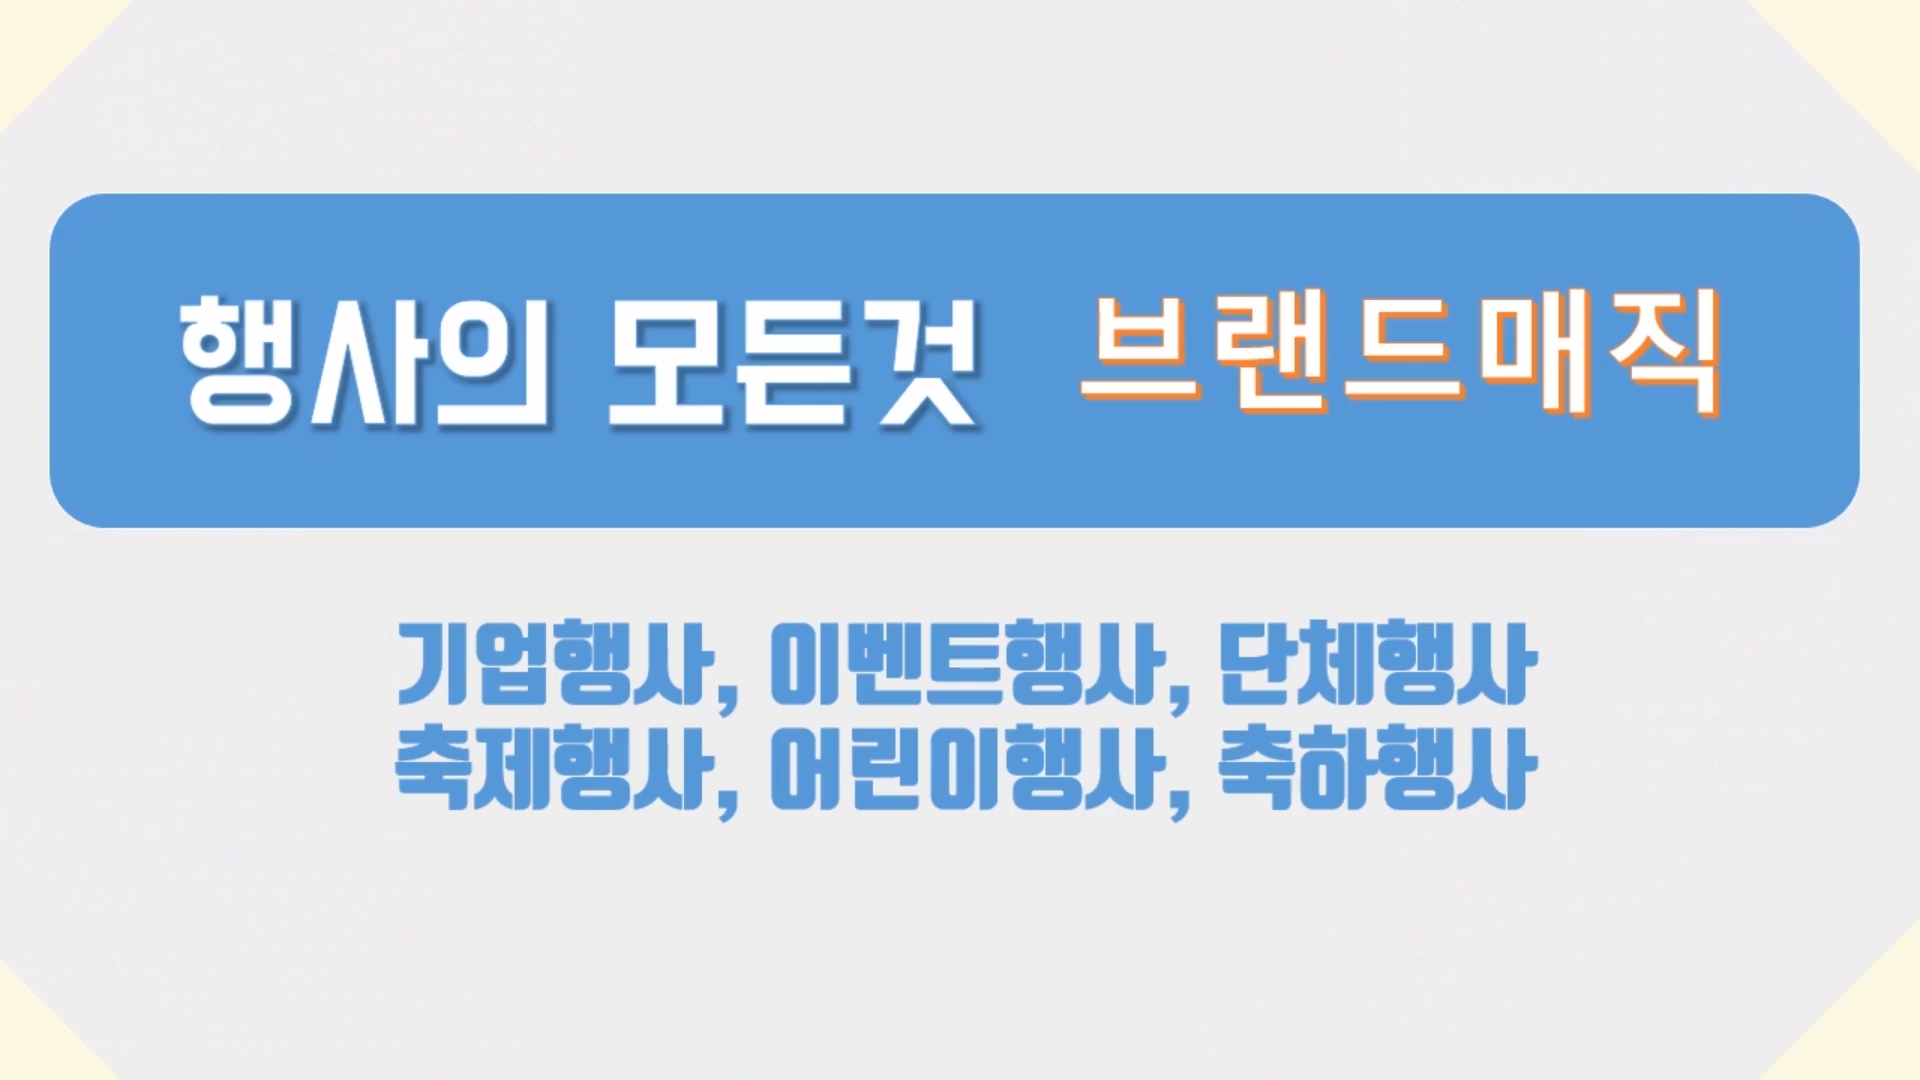 행사의 모든것 브랜드매직
기업행사, 이벤트행사, 단체행사
축제행사, 어린이행사, 축하행사